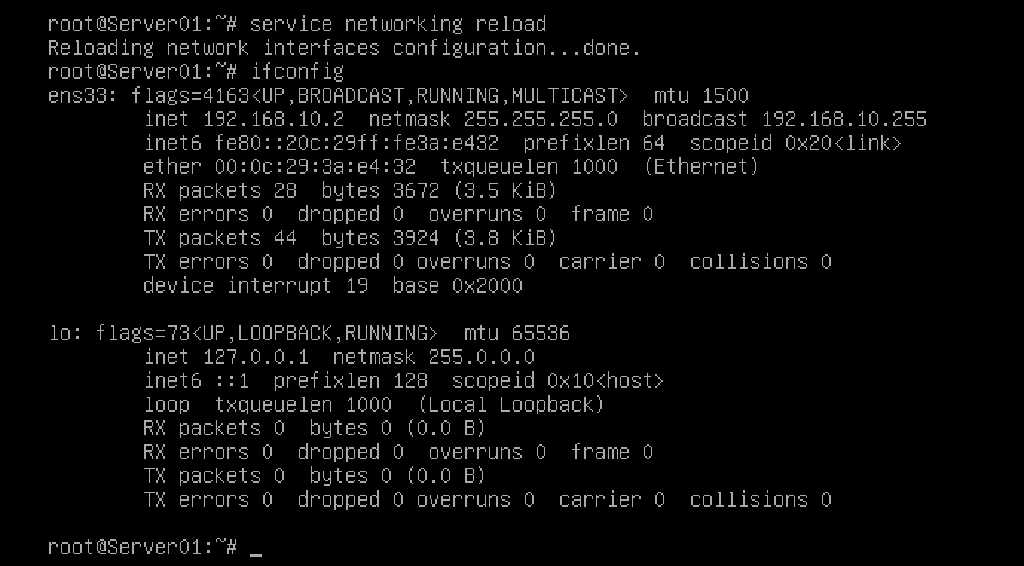 root@Server01:~# service networking reload
Reloading network interfaces configuration...done.
root@Server01:~# ifconfig
ens33: flags=4163<UP,BROADCAST,RUNNING,MULTICAST>  mtu 1500
        inet 192.168.10.2  netmask 255.255.255.0  broadcast 192.168.10.255
        inet6 fe80::20c:29ff:fe3a:e432  prefixlen 64  scopeid 0x20<link>
        ether 00:0c:29:3a:e4:32  txqueuelen 1000  (Ethernet)
        RX packets 28  bytes 3672 (3.5 KiB)
        RX errors 0  dropped 0  overruns 0  frame 0
        TX packets 44  bytes 3924 (3.8 KiB)
        TX errors 0  dropped 0 overruns 0  carrier 0  collisions 0
        device interrupt 19  base 0x2000

lo: flags=73<UP,LOOPBACK,RUNNING>  mtu 65536
        inet 127.0.0.1  netmask 255.0.0.0
        inet6 ::1  prefixlen 128  scopeid 0x10<host>
        loop  txqueuelen 1000  (Local Loopback)
        RX packets 0  bytes 0 (0.0 B)
        RX errors 0  dropped 0  overruns 0  frame 0
        TX packets 0  bytes 0 (0.0 B)
        TX errors 0  dropped 0 overruns 0  carrier 0  collisions 0

root@Server01:~# _